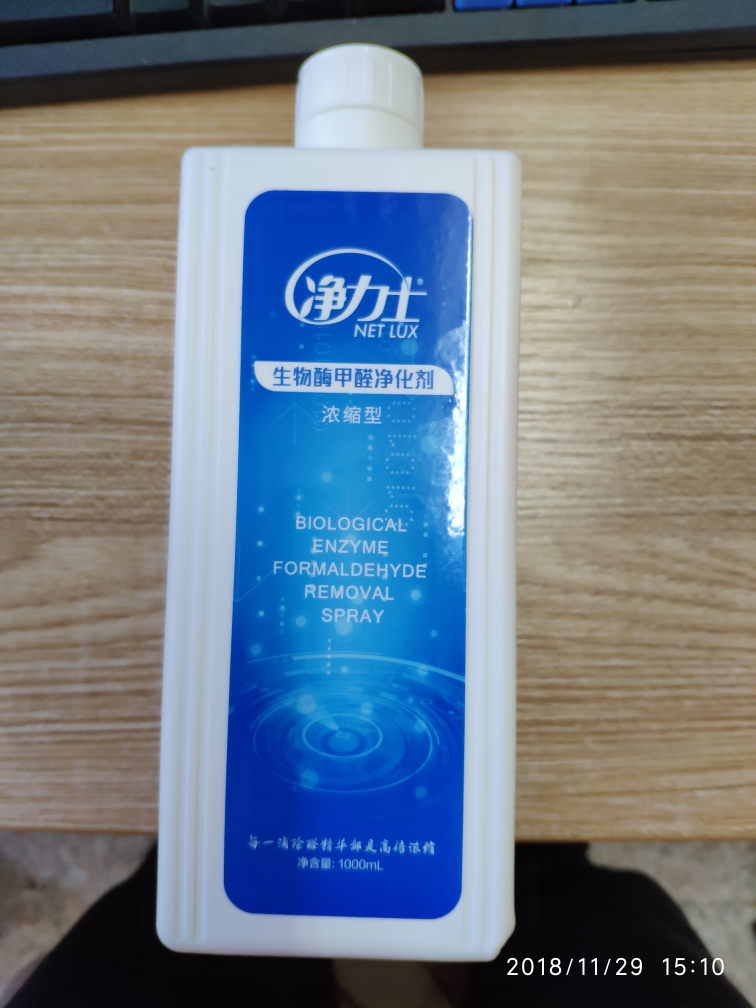 净力士®
NET LUX
生物酶甲醛净化剂
浓缩型
BIOLOGICAL
ENZYME
FORMALDEHYDE
REMOVAL
SPRAY
每一滴除醛精华都是高倍浓缩
净含量: 1000mL
2018/11/29 15:10